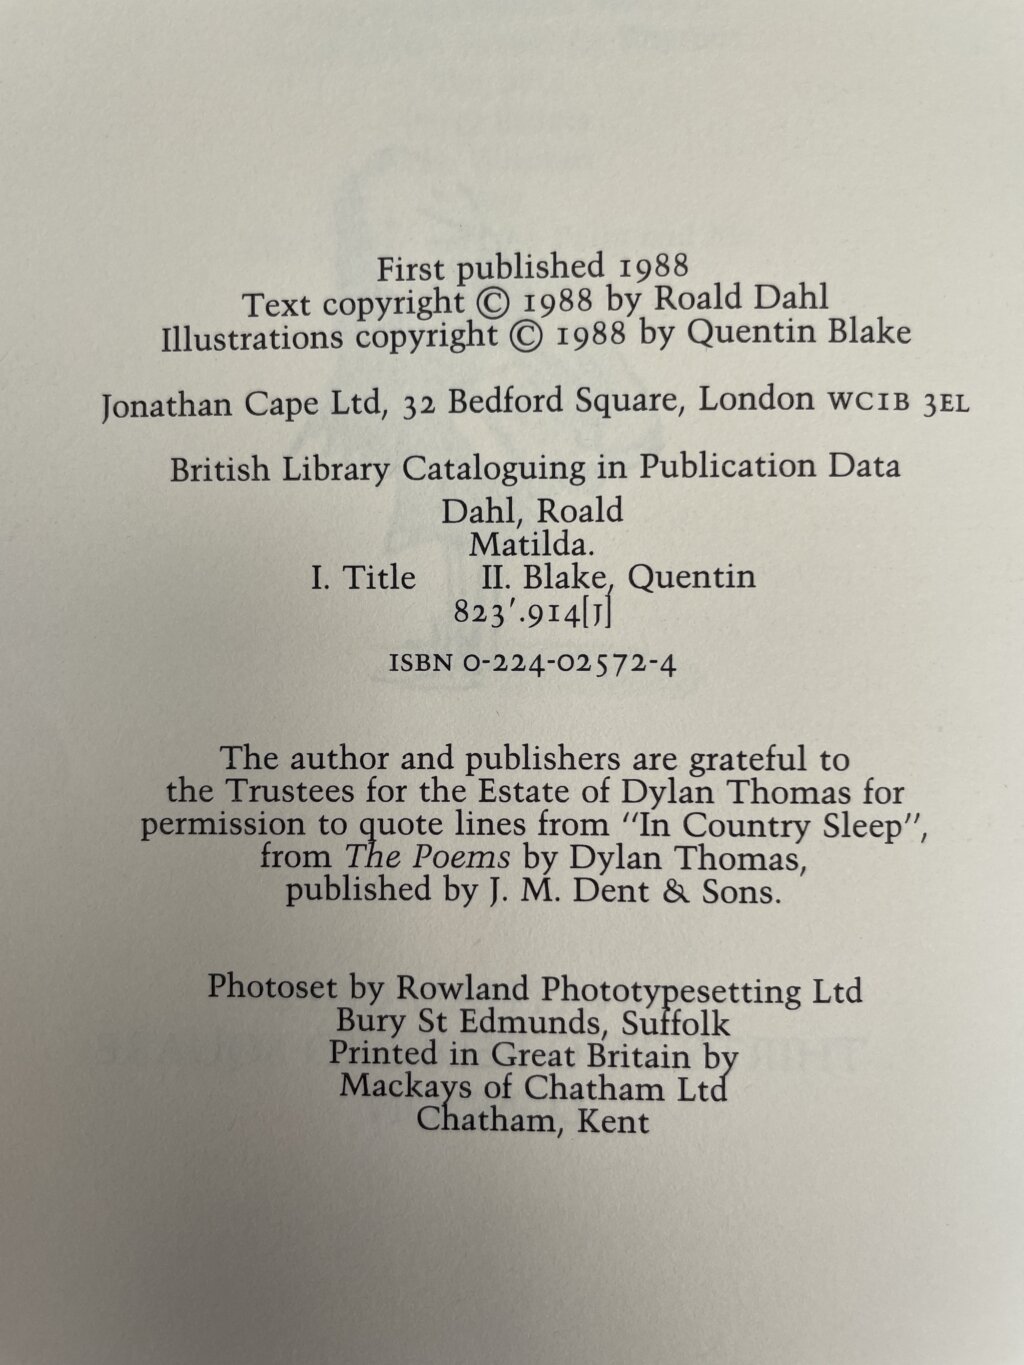 First published 1988
Text copyright © 1988 by Roald Dahl
Illustrations copyright © 1988 by Quentin Blake
Jonathan Cape Ltd, 32 Bedford Square, London WC1B 3EL
British Library Cataloguing in Publication Data
Dahl, Roald
Matilda.
I. Title II. Blake, Quentin
823′.914[J]
ISBN 0-224-02572-4
The author and publishers are grateful to
the Trustees for the Estate of Dylan Thomas for
permission to quote lines from "In Country Sleep",
from The Poems by Dylan Thomas,
published by J. M. Dent & Sons.
Photoset by Rowland Phototypesetting Ltd
Bury St Edmunds, Suffolk
Printed in Great Britain by
Mackays of Chatham Ltd
Chatham, Kent